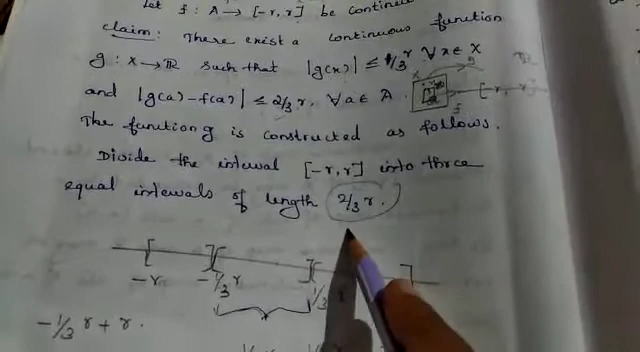 Let f : A → [-r, r] be continuo
claim: There exist a continuous function
g : X → ℝ such that |g(x)| ≤ 1/3 r ∀ x ∈ X
and |g(a) - f(a)| ≤ 2/3 r, ∀ a ∈ A.
The function g is constructed as follows.
Divide the interval [-r, r] into three
equal intervals of length 2/3 r.
-r -1/3 r 1/3
-1/3 r + r.